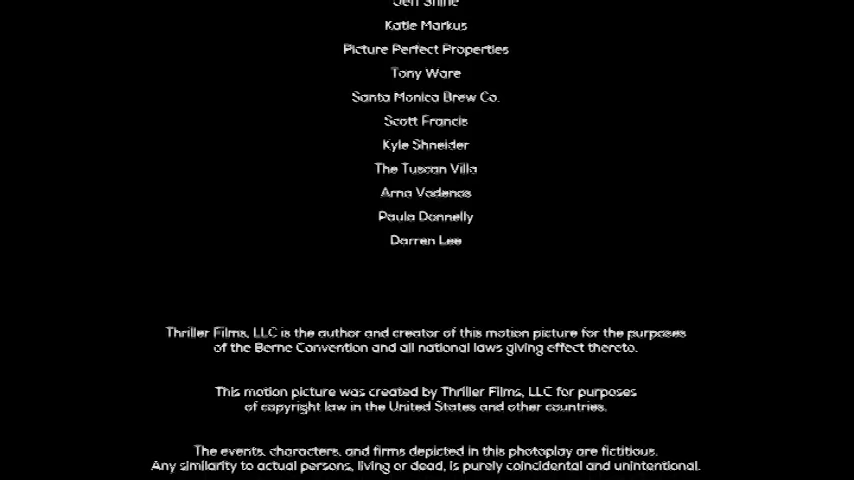 Katie Markus
Picture Perfect Properties
Tony Ware
Santa Monica Brew Co.
Scott Francis
Kyle Shneider
The Tuscan Villa
Arna Vodenos
Paula Donnelly
Darren Lee
Thriller Films, LLC is the author and creator of this motion picture for the purposes
of the Berne Convention and all national laws giving effect thereto.
This motion picture was created by Thriller Films, LLC for purposes
of copyright law in the United States and other countries.
The events, characters, and firms depicted in this photoplay are fictitious.
Any similarity to actual persons, living or dead, is purely coincidental and unintentional.